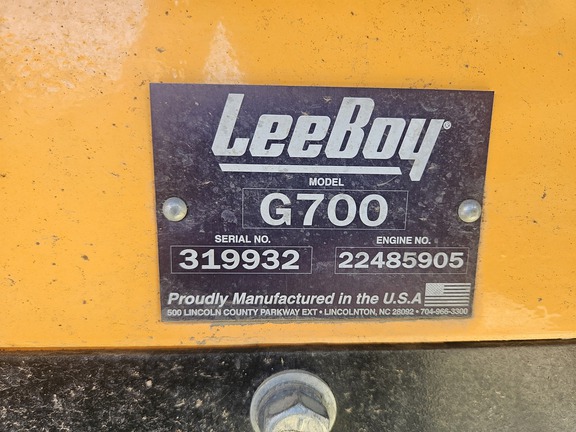 LeeBoy®
MODEL
G700
SERIAL NO. ENGINE NO.
319932 22485905
Proudly Manufactured in the U.S.A
500 LINCOLN COUNTY PARKWAY EXT • LINCOLNTON, NC 28092 • 704-966-3300